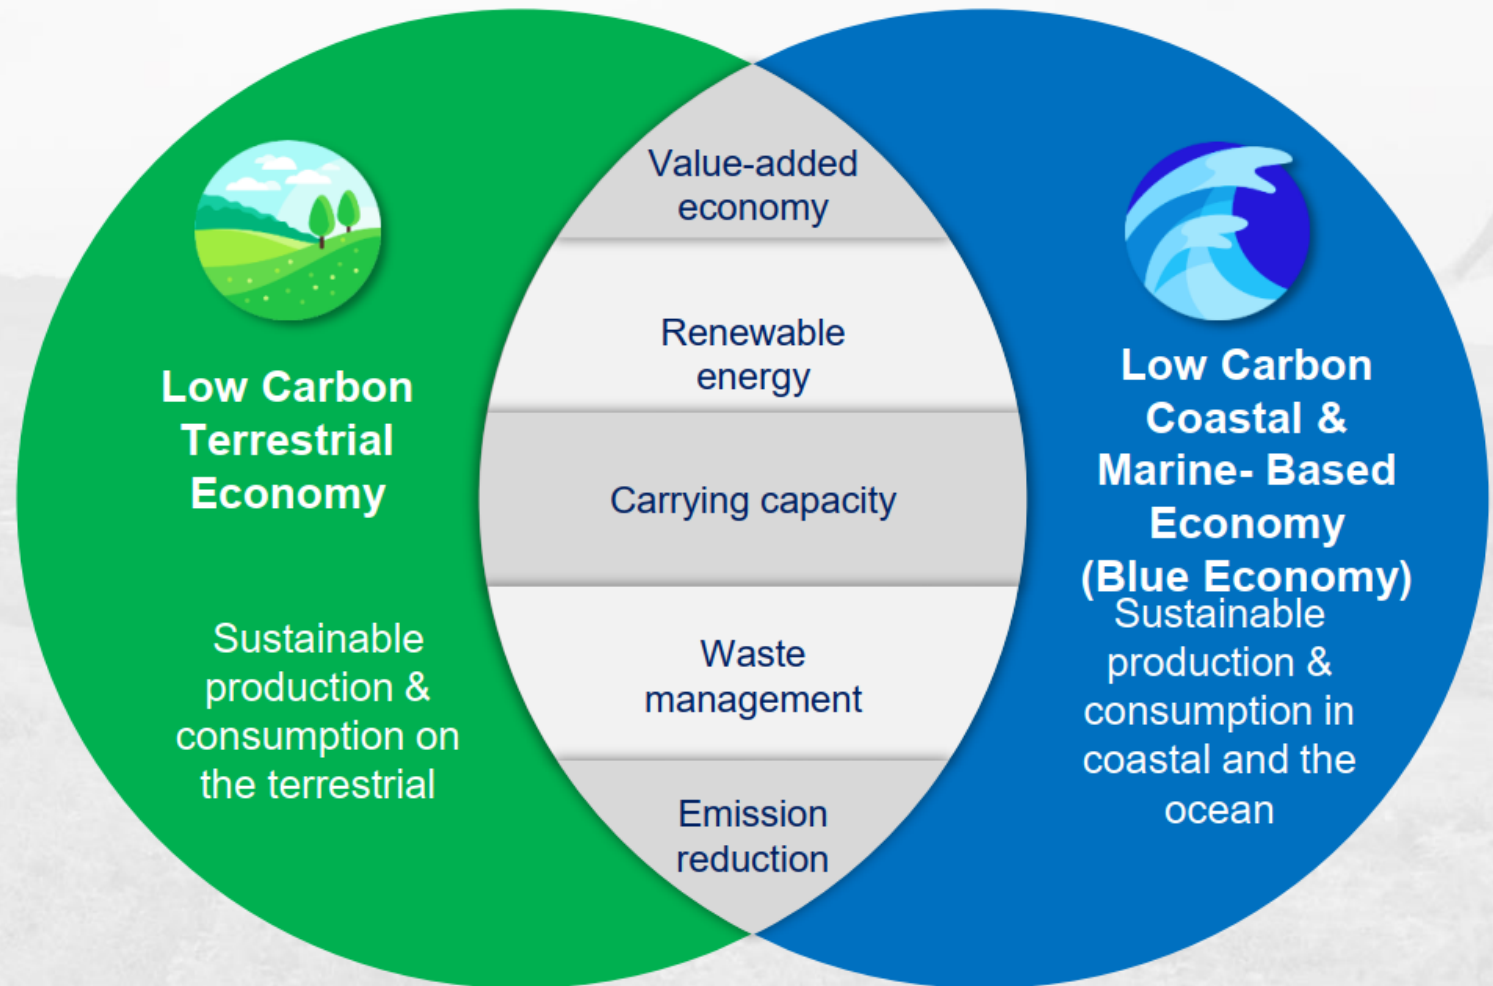 Low Carbon
Terrestrial
Economy
Sustainable
production &
consumption on
the terrestrial
Value-added
economy
Renewable
energy
Carrying capacity
Waste
management
Emission
reduction
Low Carbon
Coastal &
Marine- Based
Economy
(Blue Economy)
Sustainable
production &
consumption in
coastal and the
ocean